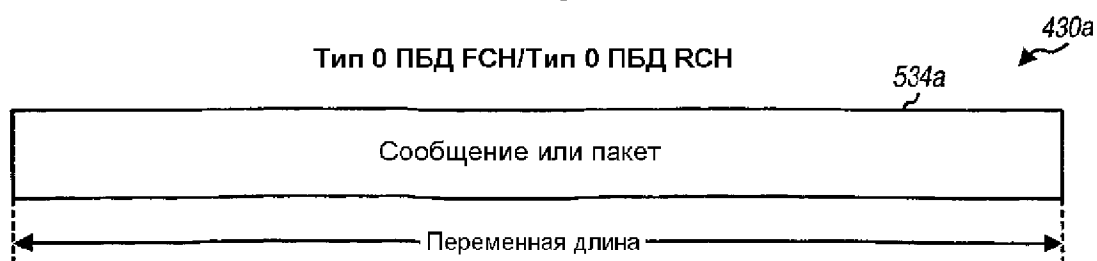 430a
Тип 0 ПБД FCH/Тип 0 ПБД RCH
534a
Сообщение или пакет
Переменная длина